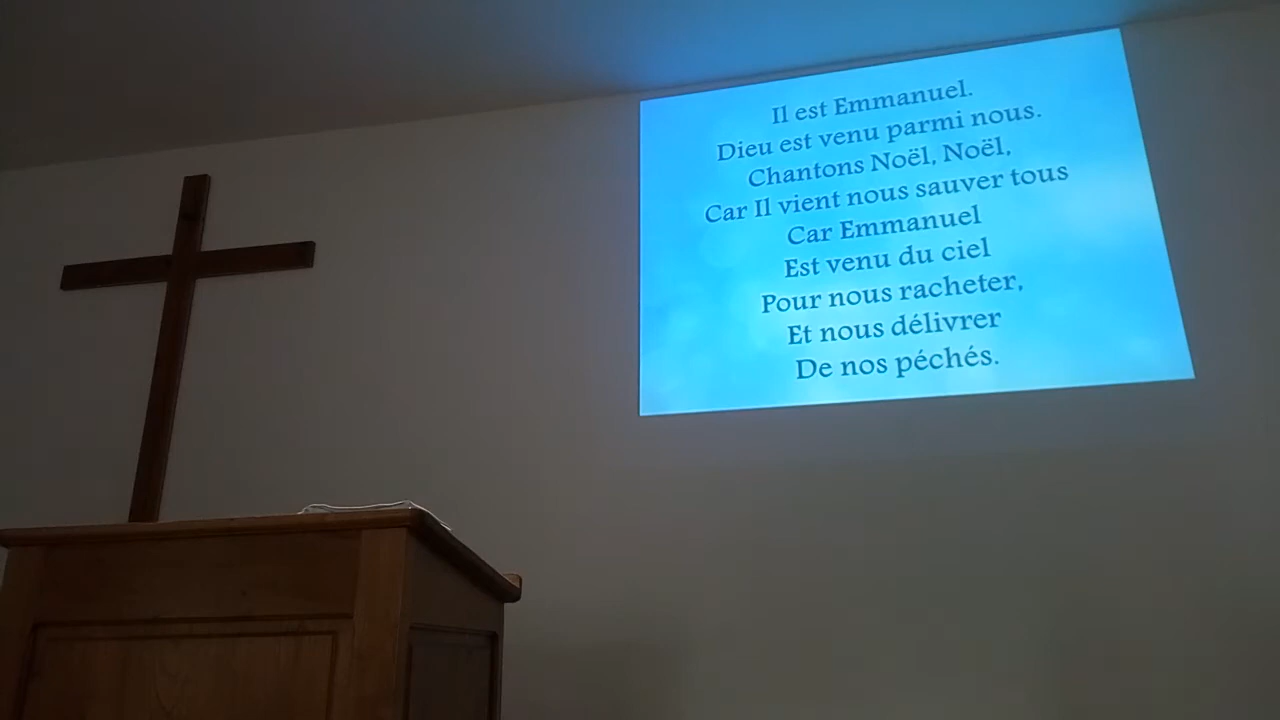 Il est Emmanuel.
Dieu est venu parmi nous.
Chantons Noël, Noël,
Car Il vient nous sauver tous
Car Emmanuel
Est venu du ciel
Pour nous racheter,
Et nous délivrer
De nos péchés.